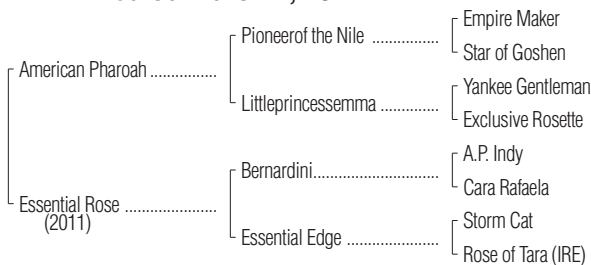 Empire Maker
Pioneerof the Nile ................
Star of Goshen
American Pharoah ................
Yankee Gentleman
Littleprincessemma ..............
Exclusive Rosette
A.P. Indy
Bernardini.............................
Cara Rafaela
Essential Rose ......................
(2011)
Storm Cat
Essential Edge ......................
Rose of Tara (IRE)